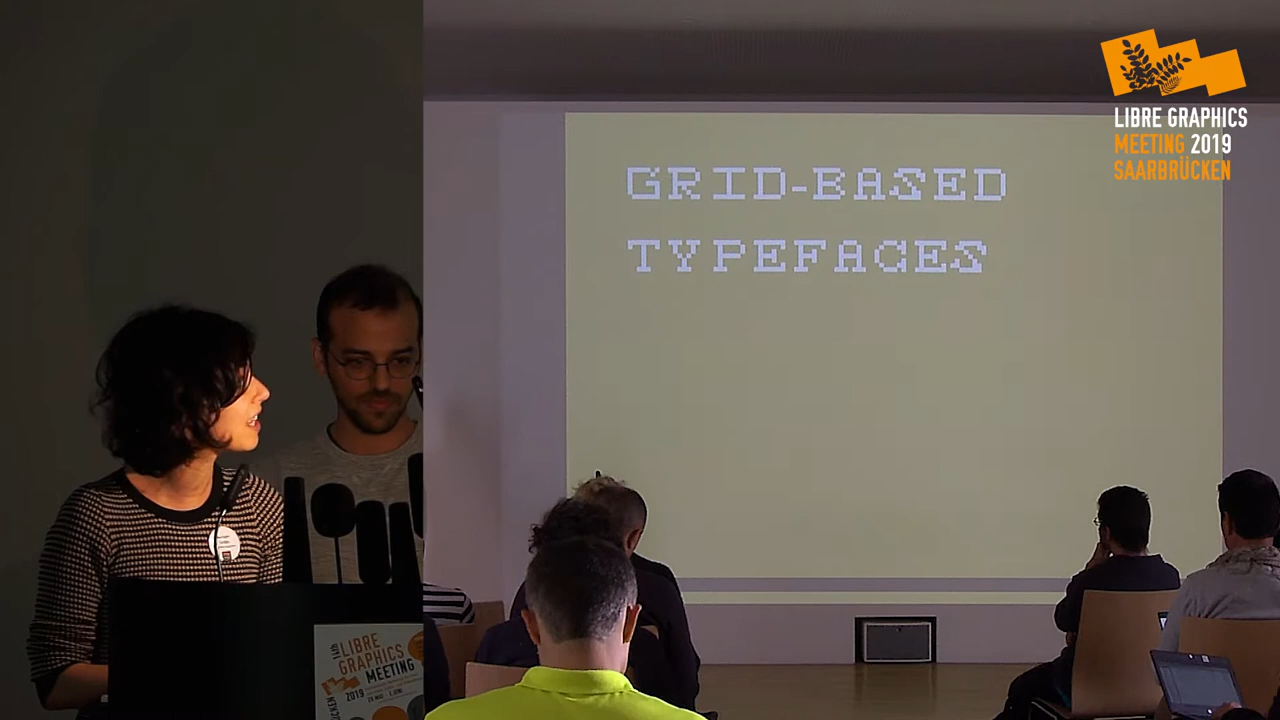 LIBRE GRAPHICS
MEETING 2019
SAARBRÜCKEN
GRID-BASED
TYPEFACES
LIBRE
GRAPHICS
MEETING
2019